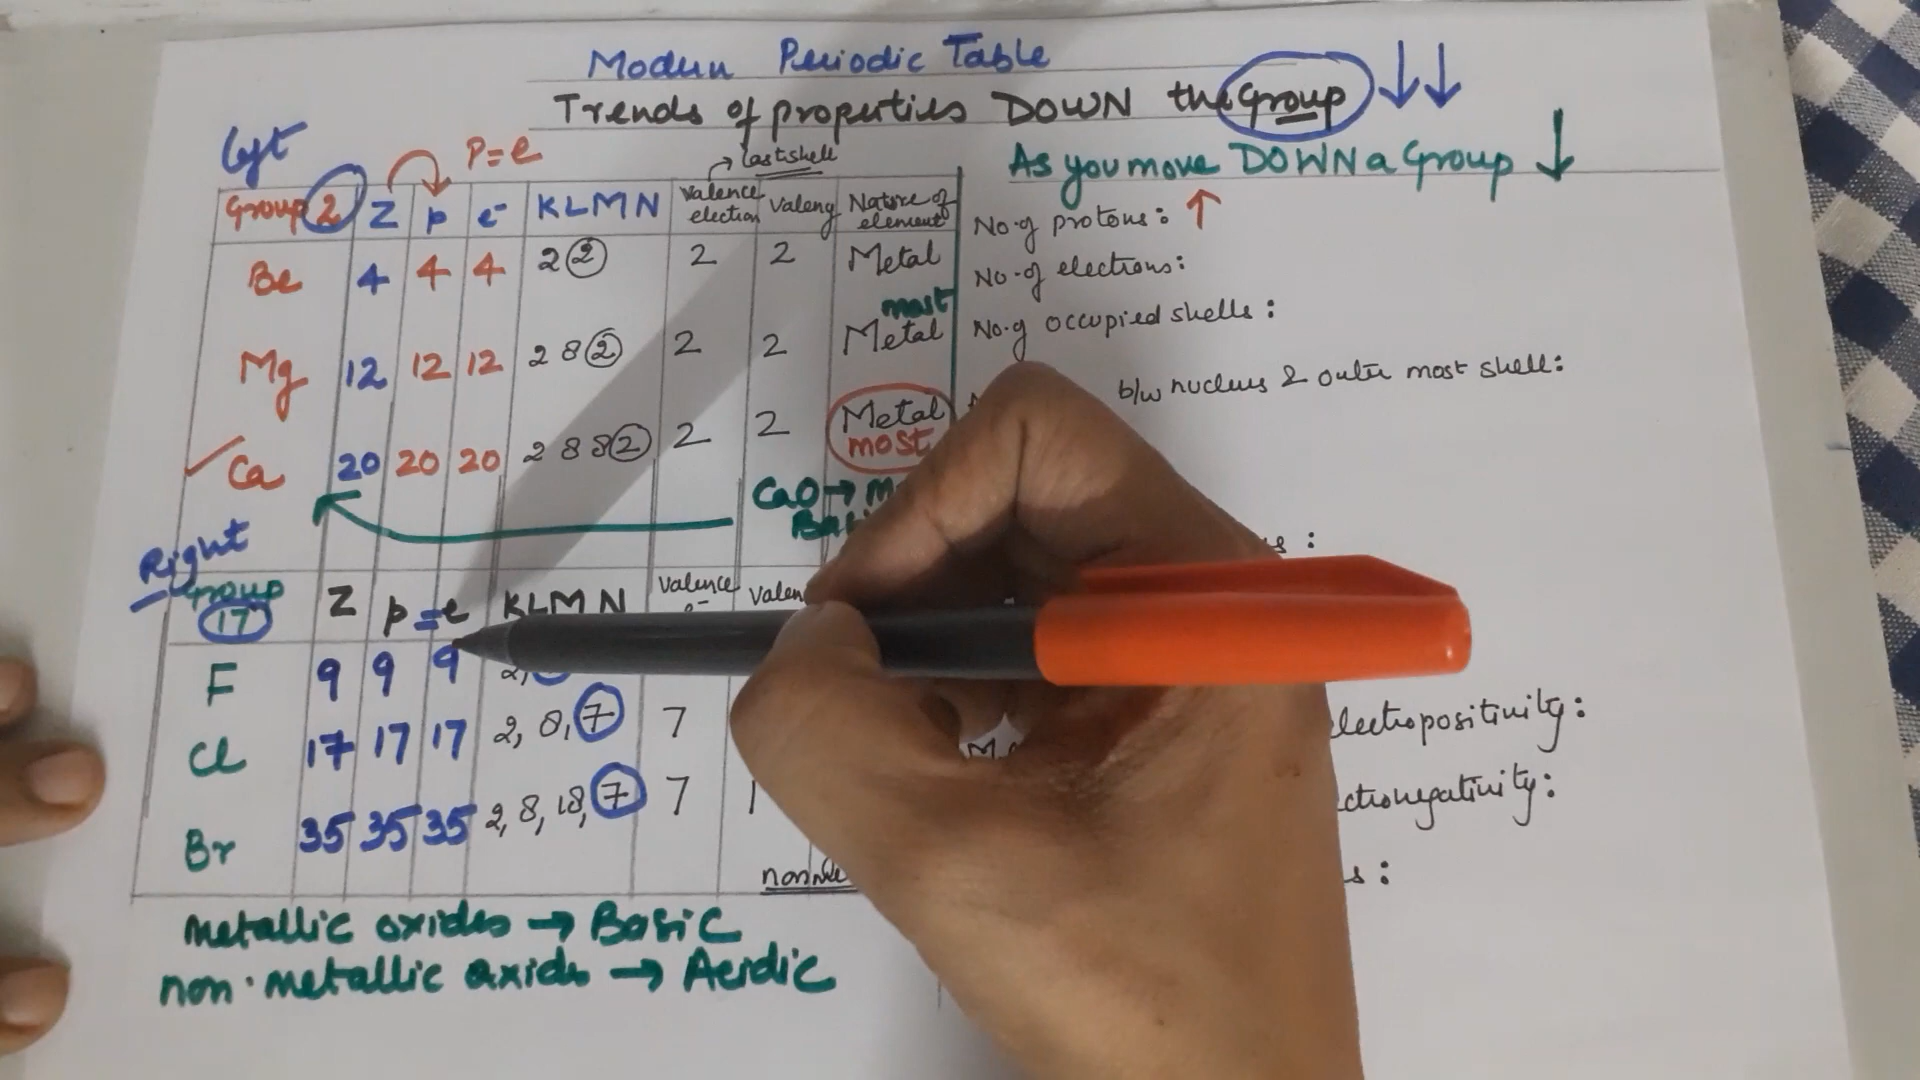 Modern Periodic Table
Trends of properties DOWN the Group ↓↓
As you move DOWN a Group ↓
Left
P=e
→ last shell
Group 2 Z p e⁻ KLMN Valence election Valency Nature of element
Be 4 4 4 2 2 2 2 Metal
most
Mg 12 12 12 2 8 2 2 2 Metal
Ca 20 20 20 2 8 8 2 2 2 Metal
most
CaO →
Right
Group 17 Z p = e KLMN Valence e⁻
F 9 9 9 2,
Cl 17 17 17 2, 8, 7 7
Br 35 35 35 2, 8, 18, 7 7 1
Metallic oxides → Basic
non-metallic oxides → Acidic
No. of protons: ↑
No. of electrons:
No. of occupied shells:
b/w nucleus & outer most shell:
:
electropositivity:
: